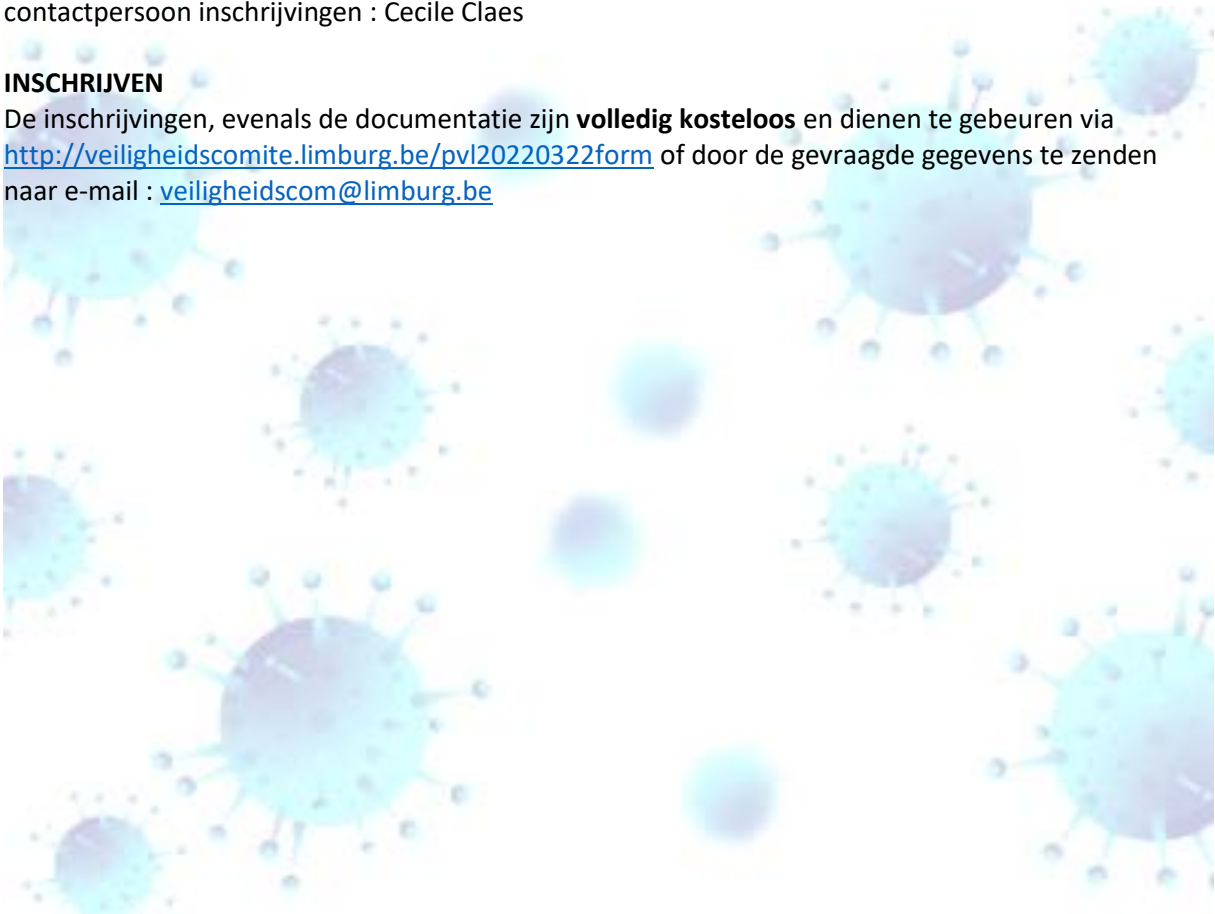 contactpersoon inschrijvingen : Cecile Claes
INSCHRIJVEN
De inschrijvingen, evenals de documentatie zijn volledig kosteloos en dienen te gebeuren via
http://veiligheidscomite.limburg.be/pvl20220322form of door de gevraagde gegevens te zenden
naar e-mail : veiligheidscom@limburg.be